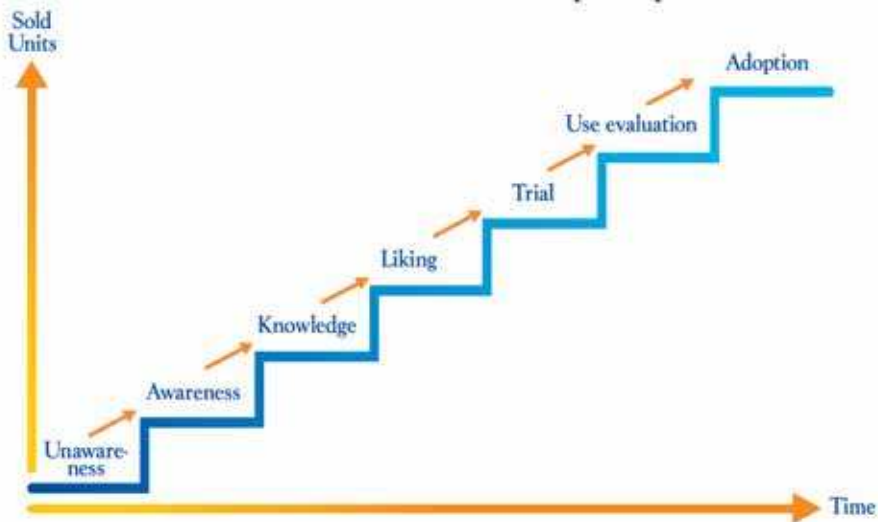 Sold
Units
Adoption
Use evaluation
Trial
Liking
Knowledge
Awareness
Unaware-
ness
Time